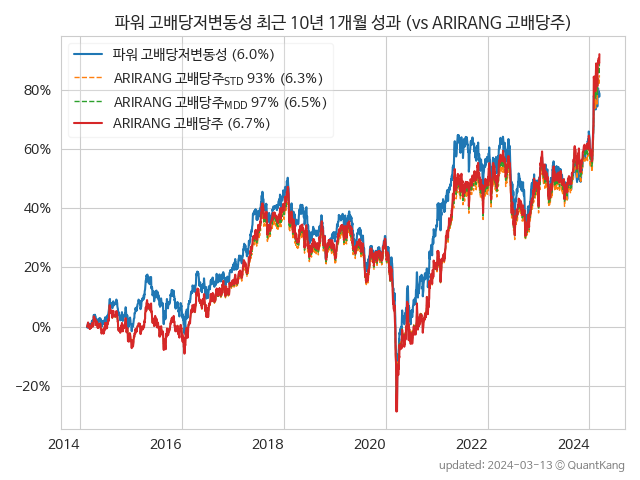 파워 고배당저변동성 최근 10년 1개월 성과 (vs ARIRANG 고배당주)
파워 고배당저변동성 (6.0%)
ARIRANG 고배당주STD 93% (6.3%)
ARIRANG 고배당주MDD 97% (6.5%)
ARIRANG 고배당주 (6.7%)
80%
60%
40%
20%
0%
−20%
2014 2016 2018 2020 2022 2024
updated: 2024-03-13 © QuantKang